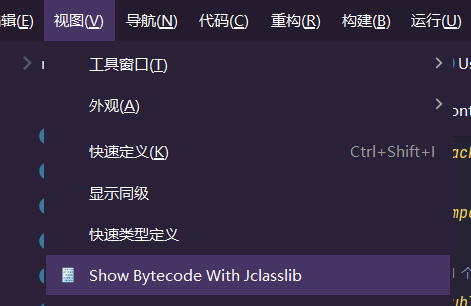 辑(E) 视图(V) 导航(N) 代码(C) 重构(R) 构建(B) 运行(U)
工具窗口(T)
外观(A)
快速定义(K) Ctrl+Shift+I
显示同级
快速类型定义
Show Bytecode With Jclasslib